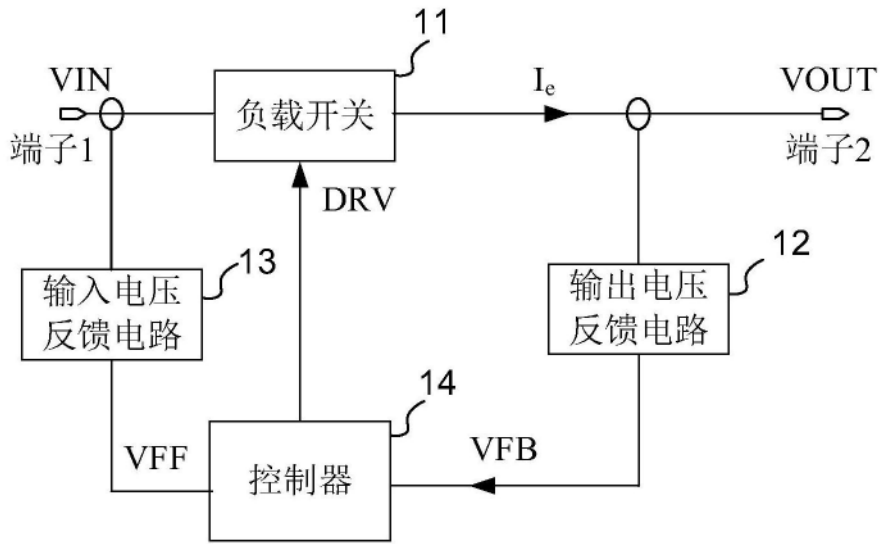 11
VIN
负载开关
Ie
VOUT
端子1
端子2
DRV
13
输入电压
反馈电路
12
输出电压
反馈电路
14
VFF
控制器
VFB